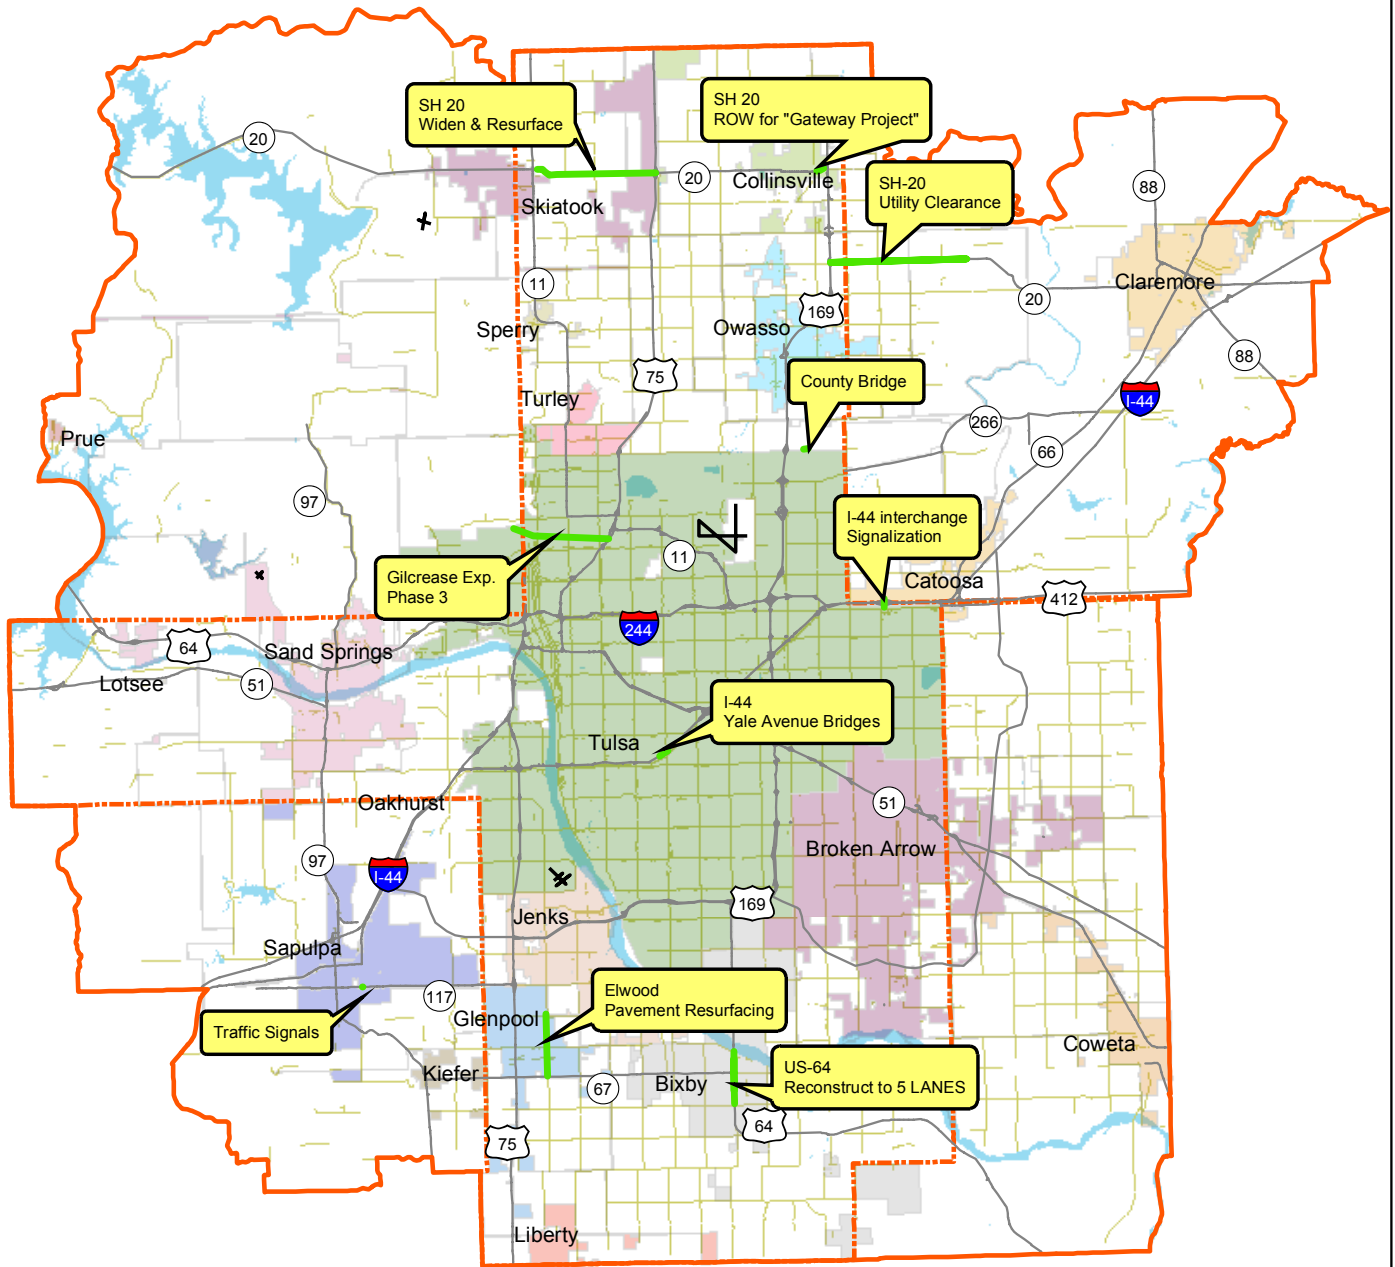 SH 20
Widen & Resurface
SH 20
ROW for "Gateway Project"
20
20
Collinsville
SH-20
Utility Clearance
88
Skiatook
11
Claremore
20
169
Sperry
Owasso
88
75
County Bridge
Turley
I-44
266
Prue
66
97
I-44 interchange
Signalization
11
Gilcrease Exp.
Phase 3
Catoosa
412
244
64
Sand Springs
Lotsee
51
I-44
Yale Avenue Bridges
Tulsa
Oakhurst
51
Broken Arrow
97
I-44
169
Jenks
Sapulpa
117
Elwood
Pavement Resurfacing
Glenpool
Traffic Signals
Coweta
Kiefer
67
Bixby
US-64
Reconstruct to 5 LANES
64
75
Liberty